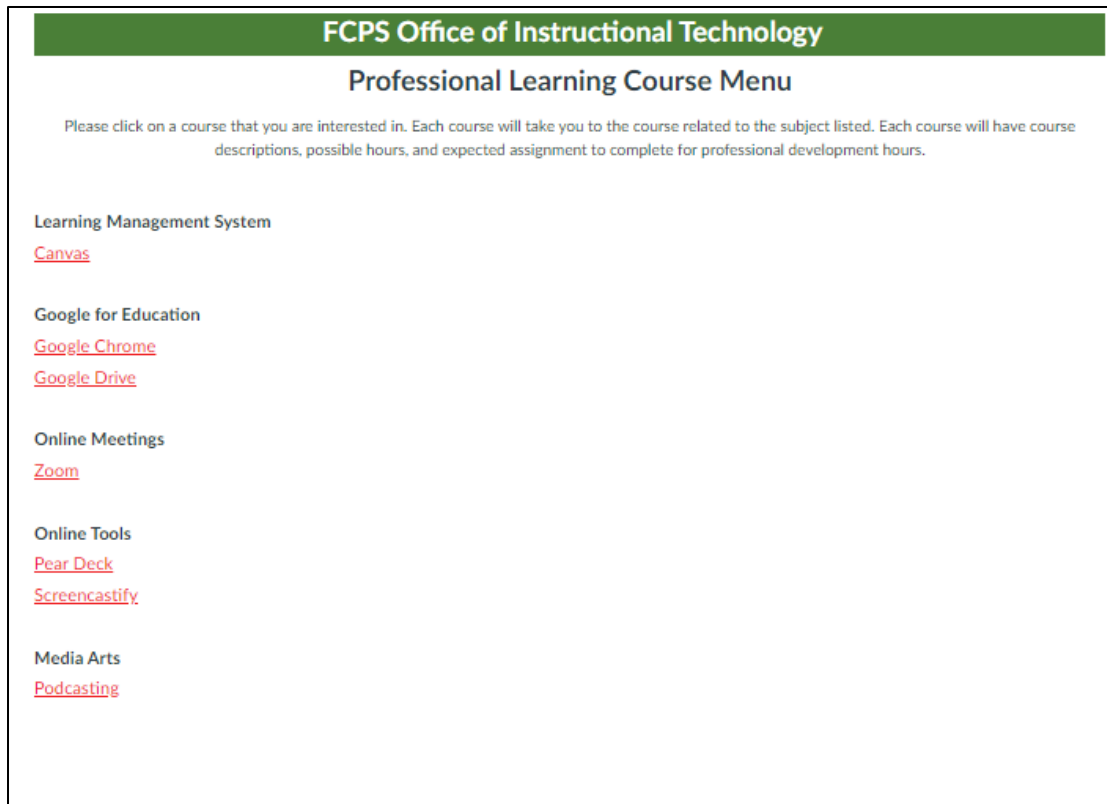 FCPS Office of Instructional Technology
Professional Learning Course Menu
Please click on a course that you are interested in. Each course will take you to the course related to the subject listed. Each course will have course
descriptions, possible hours, and expected assignment to complete for professional development hours.
Learning Management System
Canvas
Google for Education
Google Chrome
Google Drive
Online Meetings
Zoom
Online Tools
Pear Deck
Screencastify
Media Arts
Podcasting